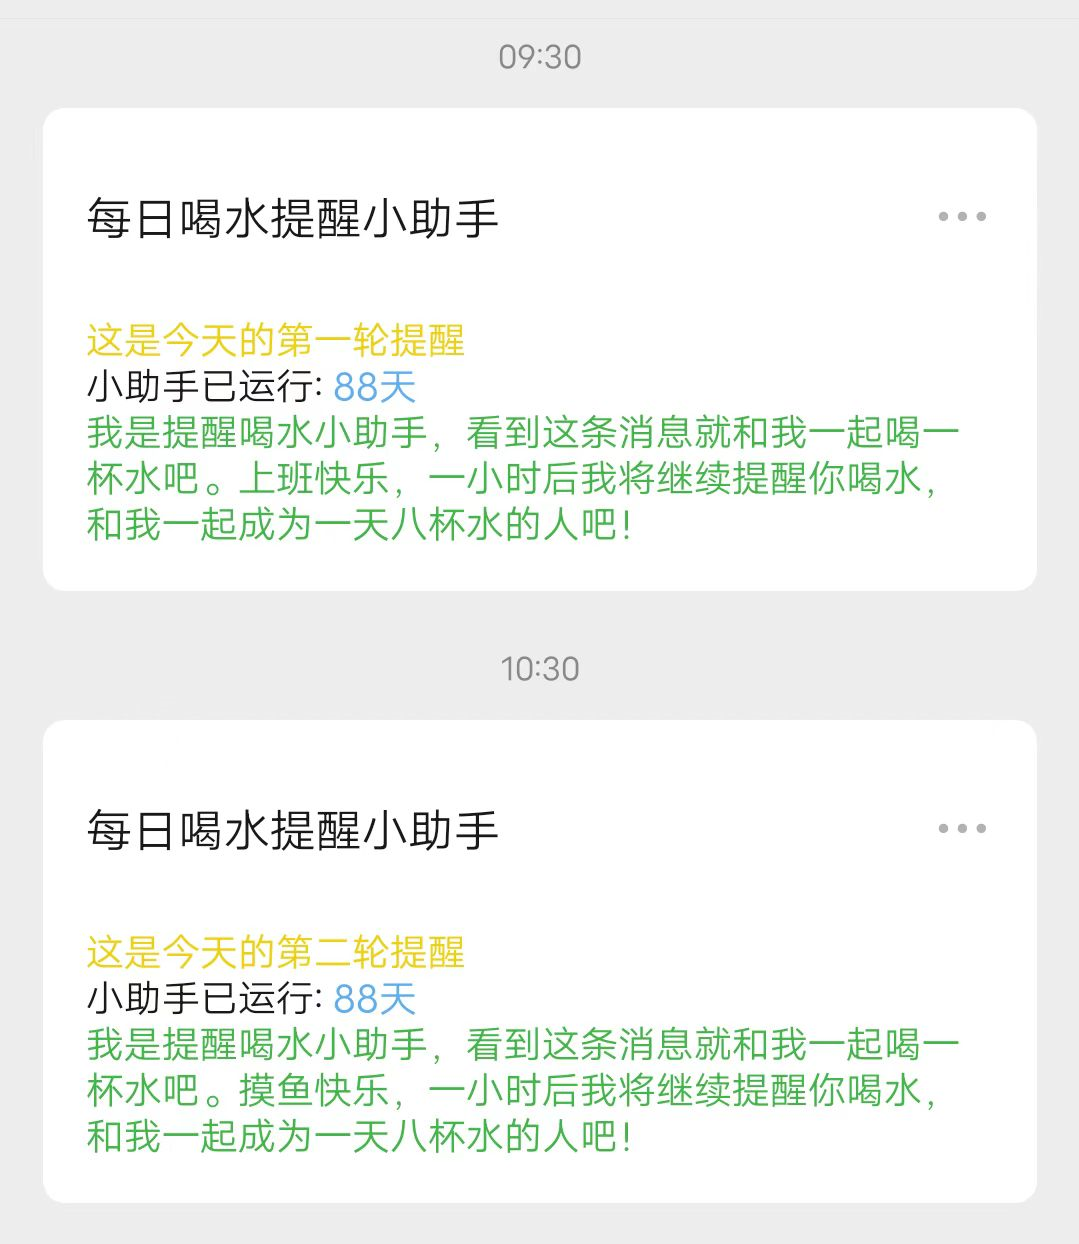 09:30
每日喝水提醒小助手
这是今天的第一轮提醒
小助手已运行: 88天
我是提醒喝水小助手，看到这条消息就和我一起喝一
杯水吧。上班快乐，一小时后我将继续提醒你喝水，
和我一起成为一天八杯水的人吧！
10:30
每日喝水提醒小助手
这是今天的第二轮提醒
小助手已运行: 88天
我是提醒喝水小助手，看到这条消息就和我一起喝一
杯水吧。摸鱼快乐，一小时后我将继续提醒你喝水，
和我一起成为一天八杯水的人吧！